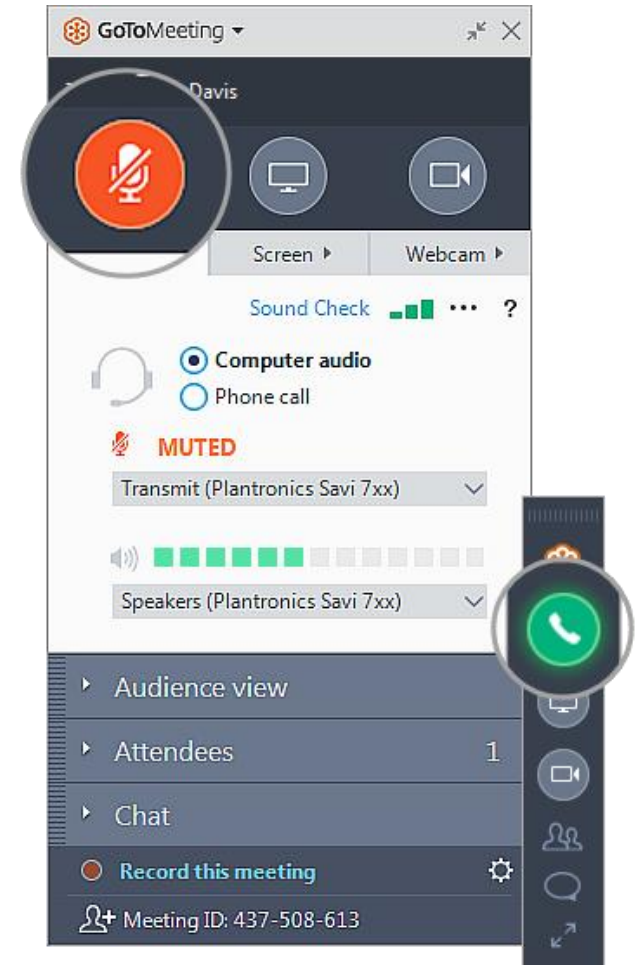 GoToMeeting
Davis
Screen
Webcam
Sound Check ... ?
Computer audio
Phone call
MUTED
Transmit (Plantronics Savi 7xx)
Speakers (Plantronics Savi 7xx)
Audience view
Attendees 1
Chat
Record this meeting
Meeting ID: 437-508-613